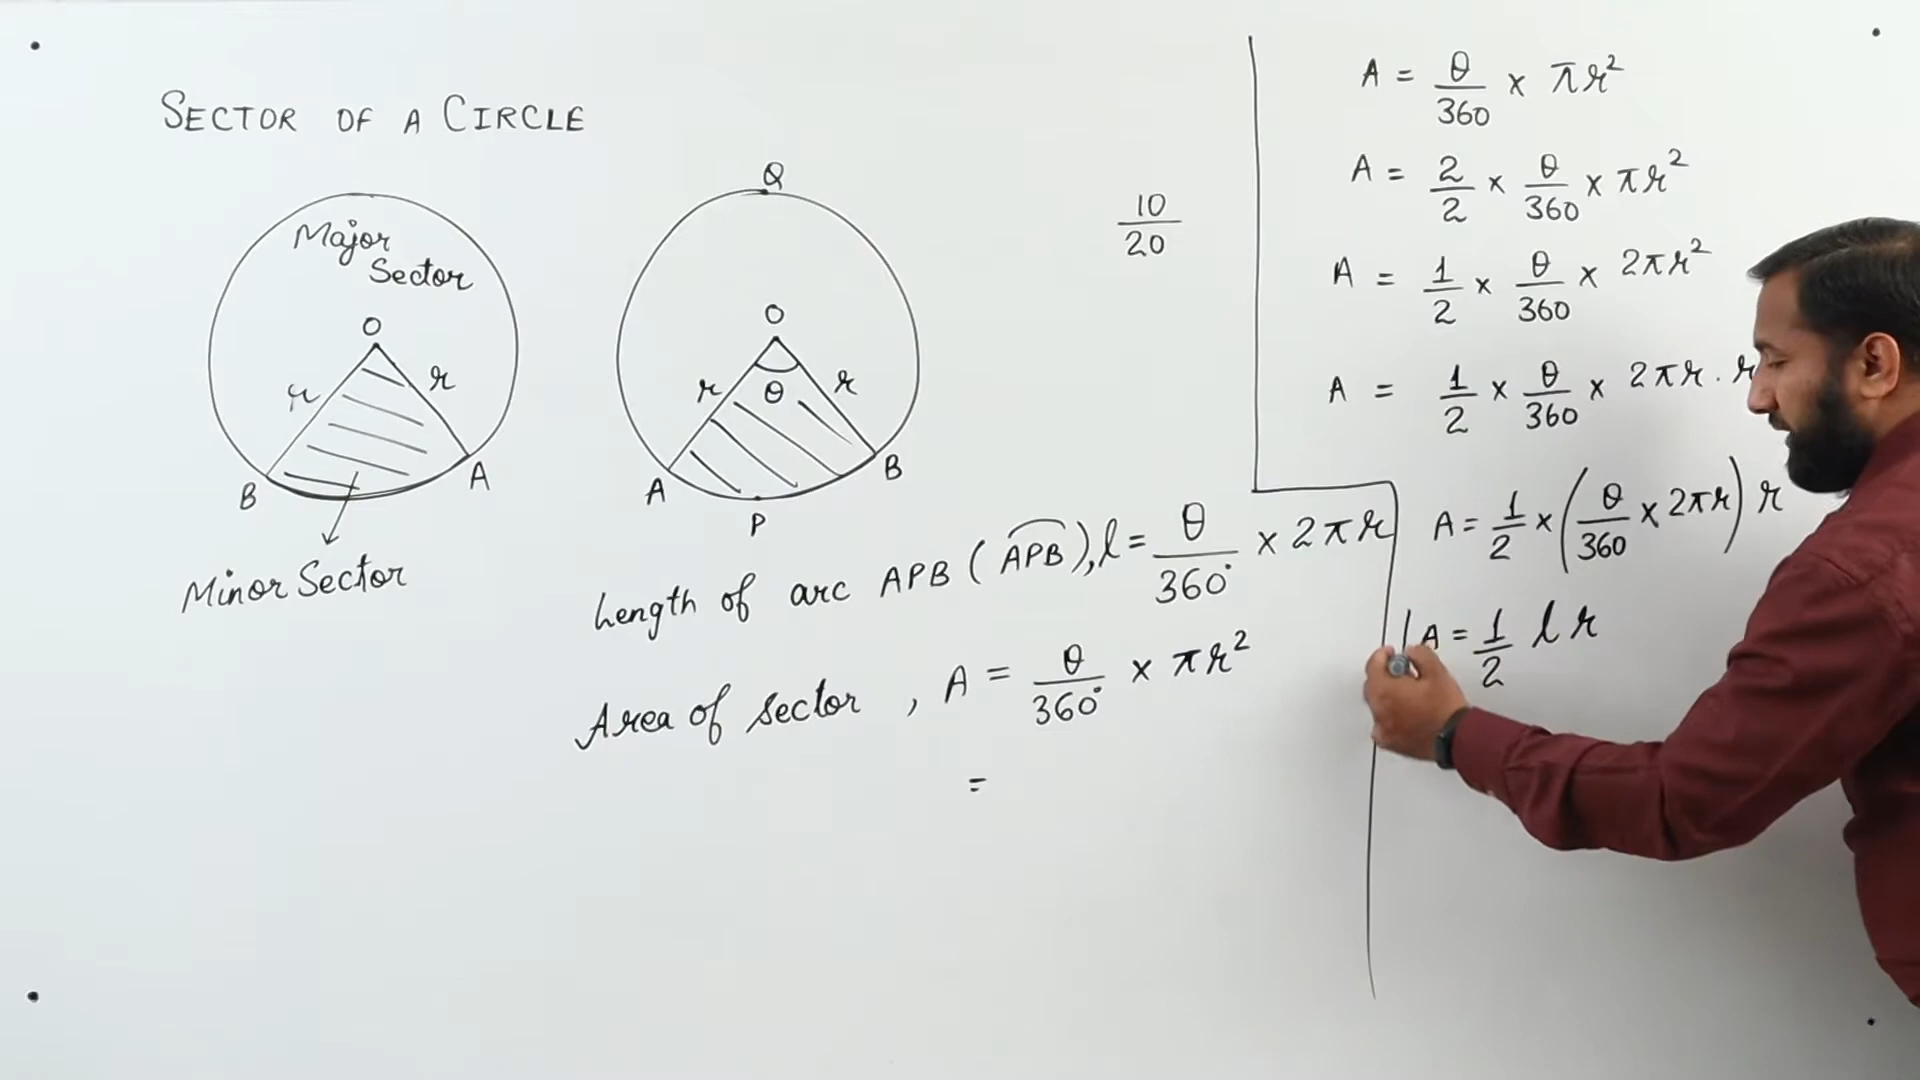 SECTOR OF A CIRCLE
Major
Sector
O
r
r
B
A
Minor Sector
Q
O
r
θ
r
A
B
P
10/20
Length of arc APB (APB), l = θ/360° × 2πr
Area of sector, A = θ/360° × πr²
=
A = θ/360 × πr²
A = 2/2 × θ/360 × πr²
A = 1/2 × θ/360 × 2πr²
A = 1/2 × θ/360 × 2πr . r
A = 1/2 × (θ/360 × 2πr) r
A = 1/2 l r